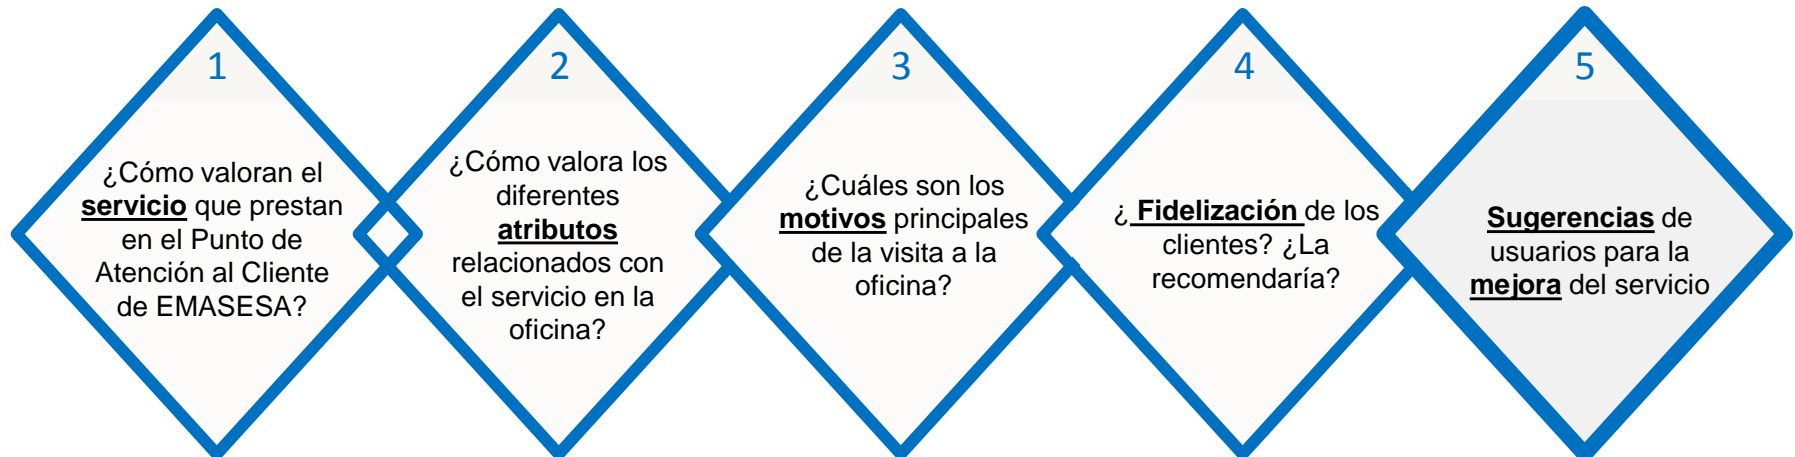 1
¿Cómo valoran el
servicio que prestan
en el Punto de
Atención al Cliente
de EMASESA?
2
¿Cómo valora los
diferentes
atributos
relacionados con
el servicio en la
oficina?
3
¿Cuáles son los
motivos principales
de la visita a la
oficina?
4
¿ Fidelización de los
clientes? ¿La
recomendaría?
5
Sugerencias de
usuarios para la
mejora del servicio